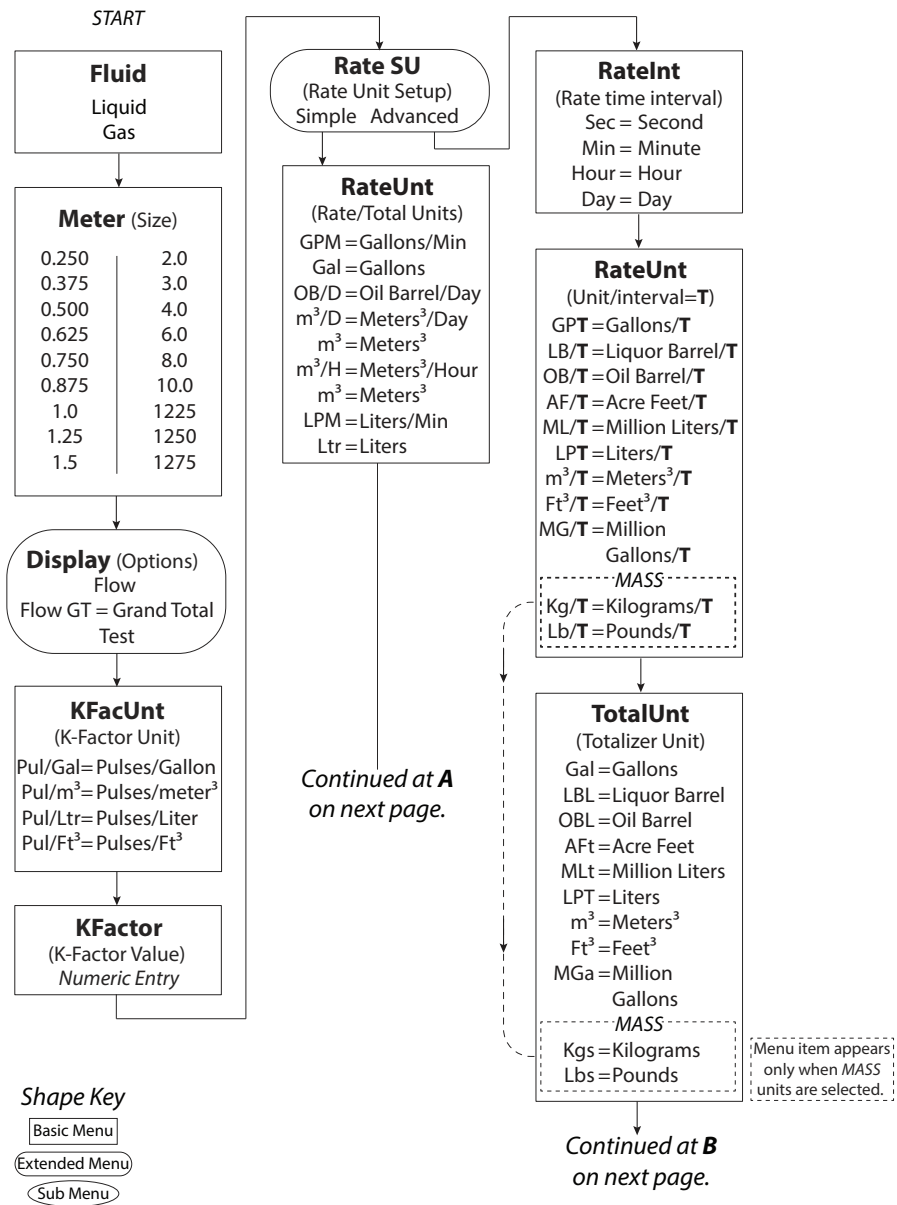 START
Fluid
Liquid
Gas
Meter (Size)
0.250 2.0
0.375 3.0
0.500 4.0
0.625 6.0
0.750 8.0
0.875 10.0
1.0 1225
1.25 1250
1.5 1275
Display (Options)
Flow
Flow GT = Grand Total
Test
KFacUnt
(K-Factor Unit)
Pul/Gal= Pulses/Gallon
Pul/m³= Pulses/meter³
Pul/Ltr= Pulses/Liter
Pul/Ft³= Pulses/Ft³
KFactor
(K-Factor Value)
Numeric Entry
Shape Key
Basic Menu
Extended Menu
Sub Menu
Rate SU
(Rate Unit Setup)
Simple Advanced
RateUnt
(Rate/Total Units)
GPM = Gallons/Min
Gal = Gallons
OB/D = Oil Barrel/Day
m³/D = Meters³/Day
m³ = Meters³
m³/H = Meters³/Hour
m³ = Meters³
LPM = Liters/Min
Ltr = Liters
Continued at A
on next page.
RateInt
(Rate time interval)
Sec = Second
Min = Minute
Hour = Hour
Day = Day
RateUnt
(Unit/interval=T)
GPT = Gallons/T
LB/T = Liquor Barrel/T
OB/T = Oil Barrel/T
AF/T = Acre Feet/T
ML/T = Million Liters/T
LPT = Liters/T
m³/T = Meters³/T
Ft³/T = Feet³/T
MG/T = Million
Gallons/T
MASS
Kg/T = Kilograms/T
Lb/T = Pounds/T
TotalUnt
(Totalizer Unit)
Gal = Gallons
LBL = Liquor Barrel
OBL = Oil Barrel
AFt = Acre Feet
MLt = Million Liters
LPT = Liters
m³ = Meters³
Ft³ = Feet³
MGa = Million
Gallons
MASS
Kgs = Kilograms
Lbs = Pounds
Menu item appears
only when MASS
units are selected.
Continued at B
on next page.